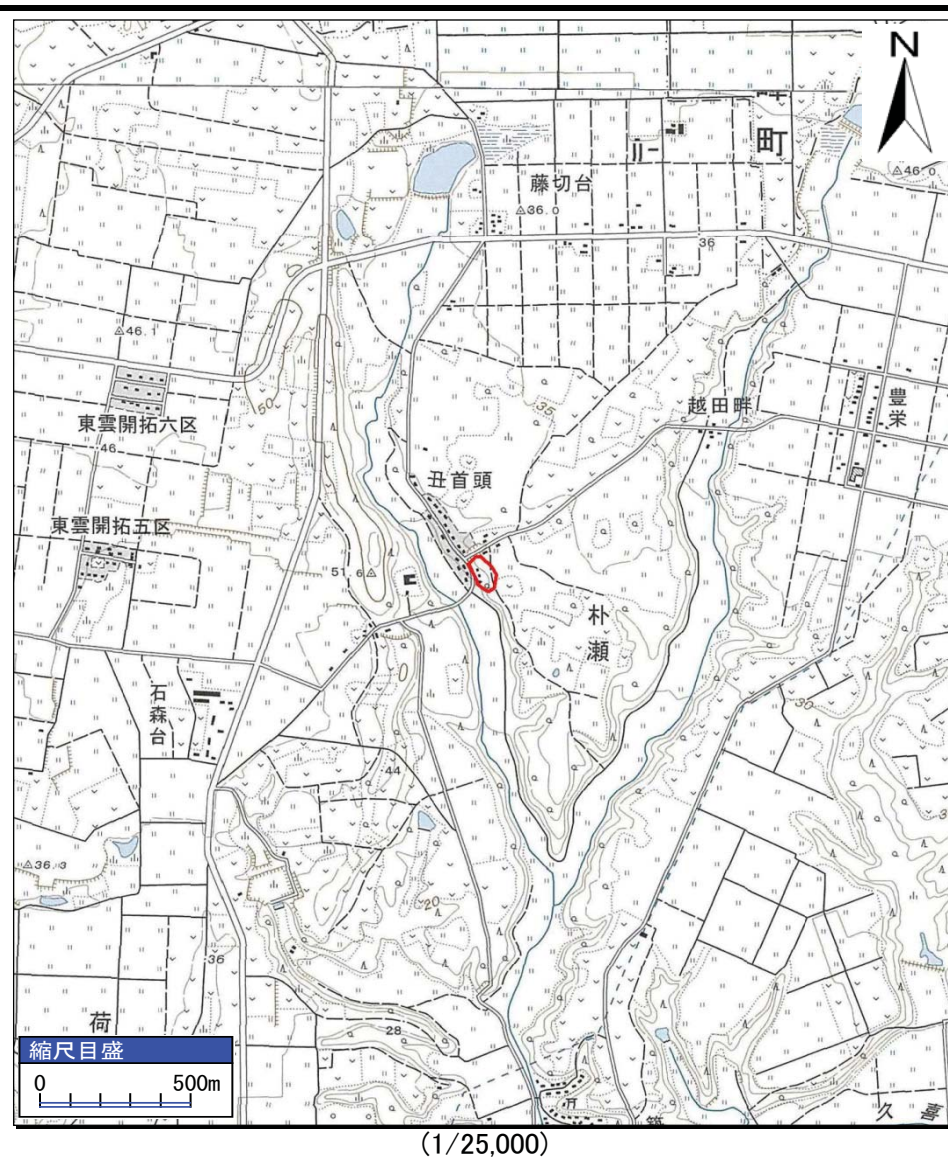 N
町
藤切台
△46.0
△36.0
36
△46.1
50
35
越田畔
豊栄
東雲開拓六区
46
丑首頭
東雲開拓五区
51.6△
朴瀬
石森台
30
44
△36.3
20
36
荷
28
縮尺目盛
0 500m
久喜
(1/25,000)